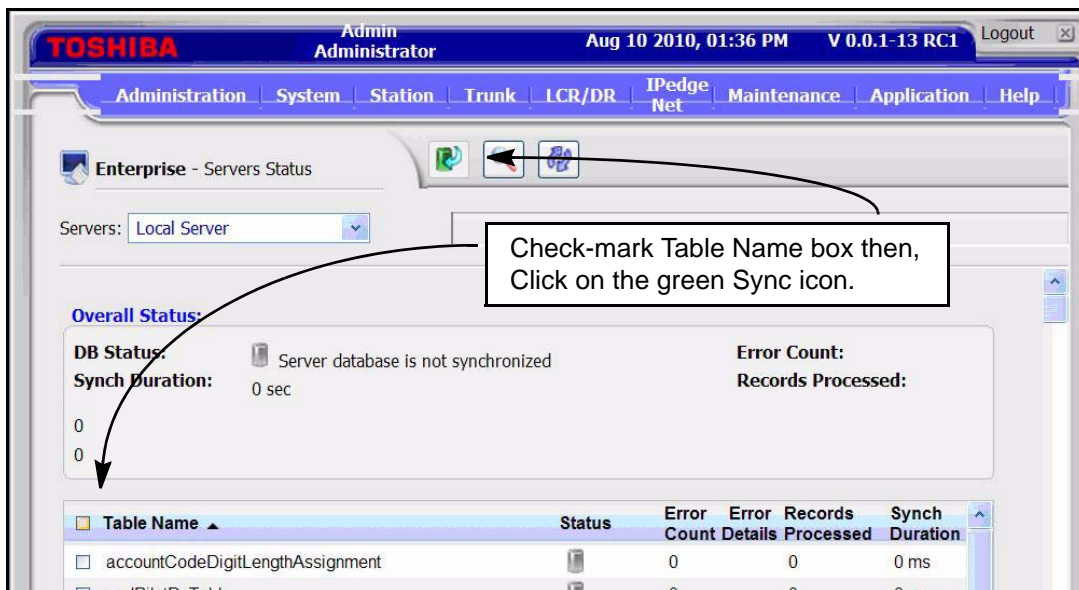 TOSHIBA
Admin
Administrator
Aug 10 2010, 01:36 PM
V 0.0.1-13 RC1
Logout
Administration
System
Station
Trunk
LCR/DR
IPedge
Net
Maintenance
Application
Help
Enterprise - Servers Status
Servers: Local Server
Check-mark Table Name box then,
Click on the green Sync icon.
Overall Status:
DB Status: Server database is not synchronized
Error Count:
Synch Duration: 0 sec
Records Processed:
0
0
Table Name Status Error Count Error Details Records Processed Synch Duration
accountCodeDigitLengthAssignment 0 0 0 ms